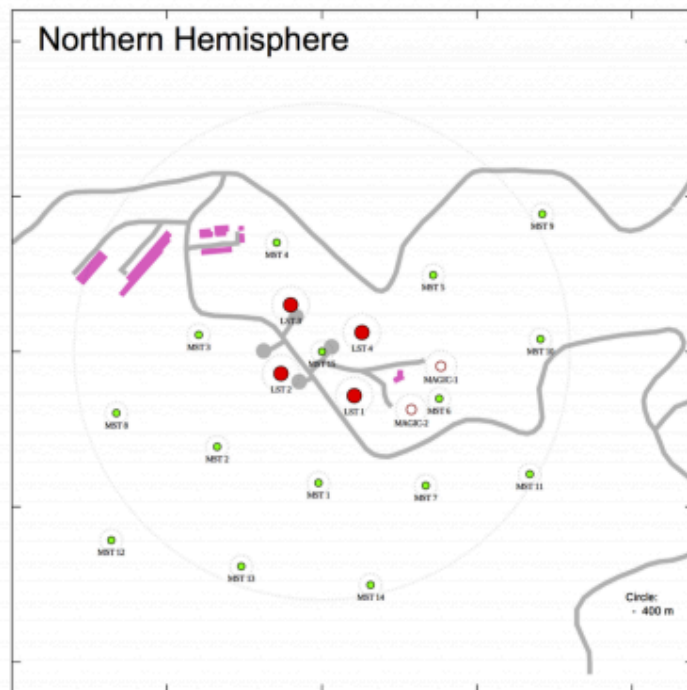 Northern Hemisphere
MST 9
MST 4
MST 5
LST 3
MST 3
LST 4
MST 10
MST 15
MAGIC-1
LST 2
LST 1
MST 6
MAGIC-2
MST 8
MST 2
MST 1
MST 7
MST 11
MST 12
MST 13
MST 14
Circle:
- 400 m